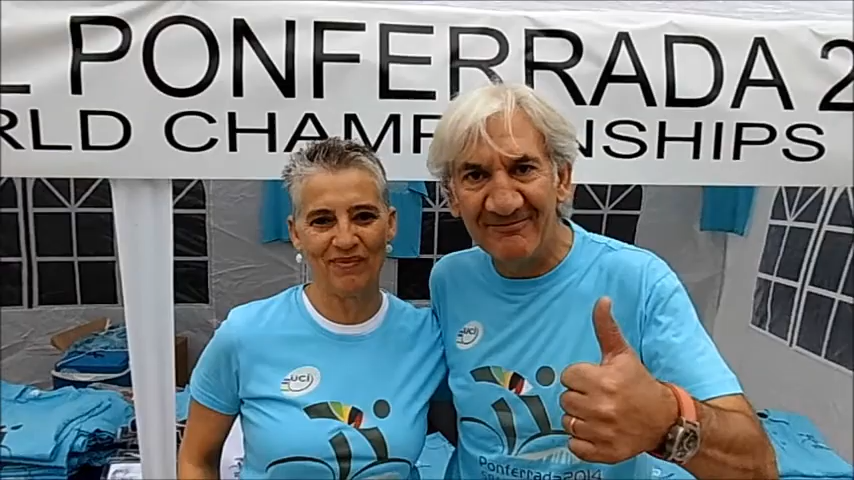 PONFERRADA 2
RLD CHAMPIONSHIPS
uci
uci
Ponferrada2014